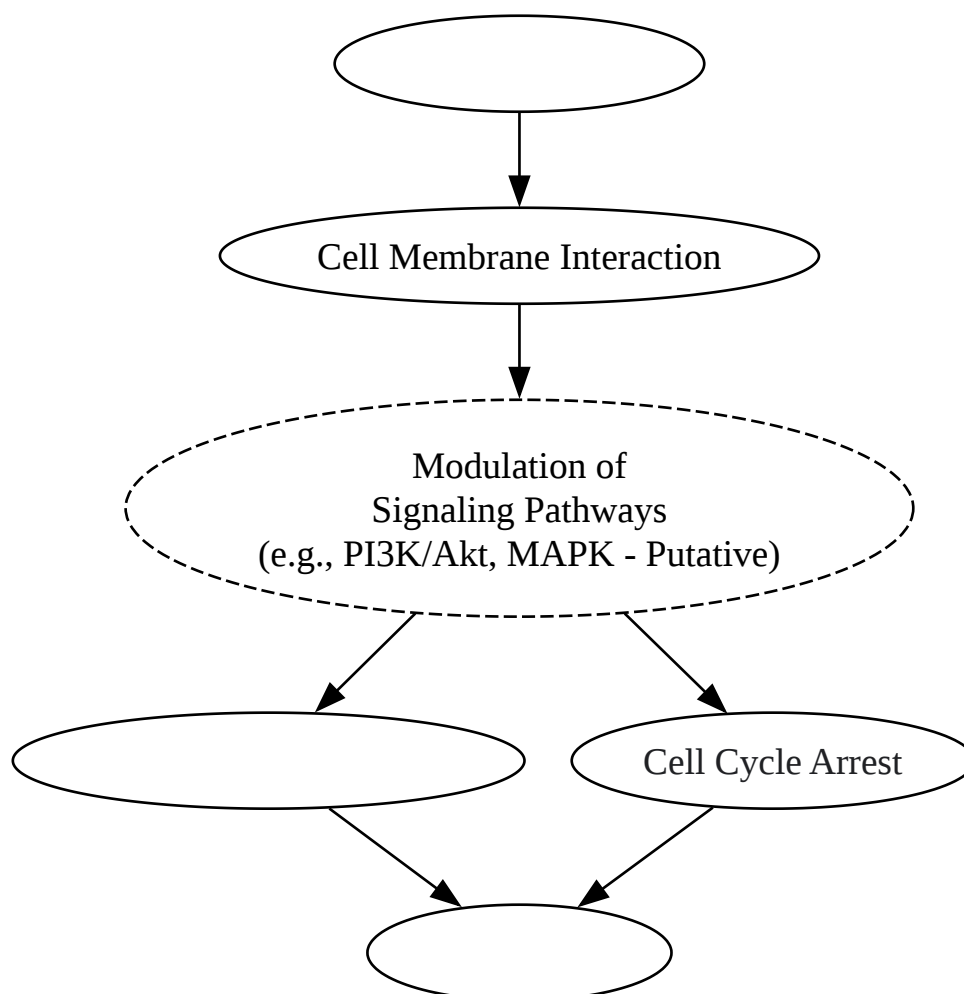 Cell Membrane Interaction
Modulation of
Signaling Pathways
(e.g., PI3K/Akt, MAPK - Putative)
Cell Cycle Arrest